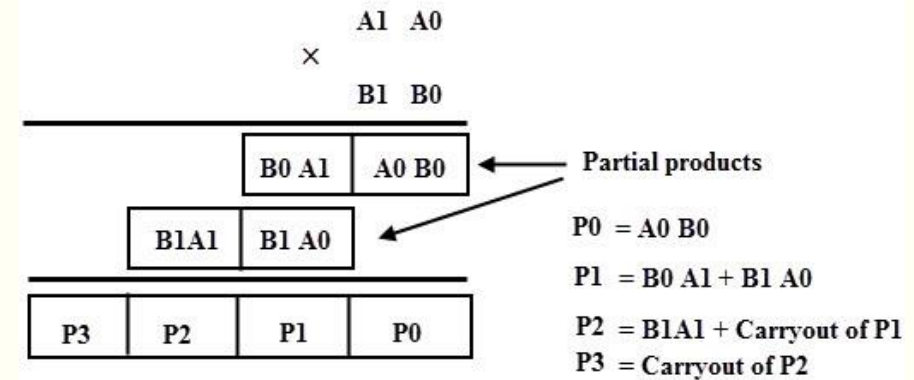 A1 A0
×
B1 B0
B0 A1 A0 B0
Partial products
B1A1 B1 A0
P0 = A0 B0
P1 = B0 A1 + B1 A0
P3 P2 P1 P0
P2 = B1A1 + Carryout of P1
P3 = Carryout of P2